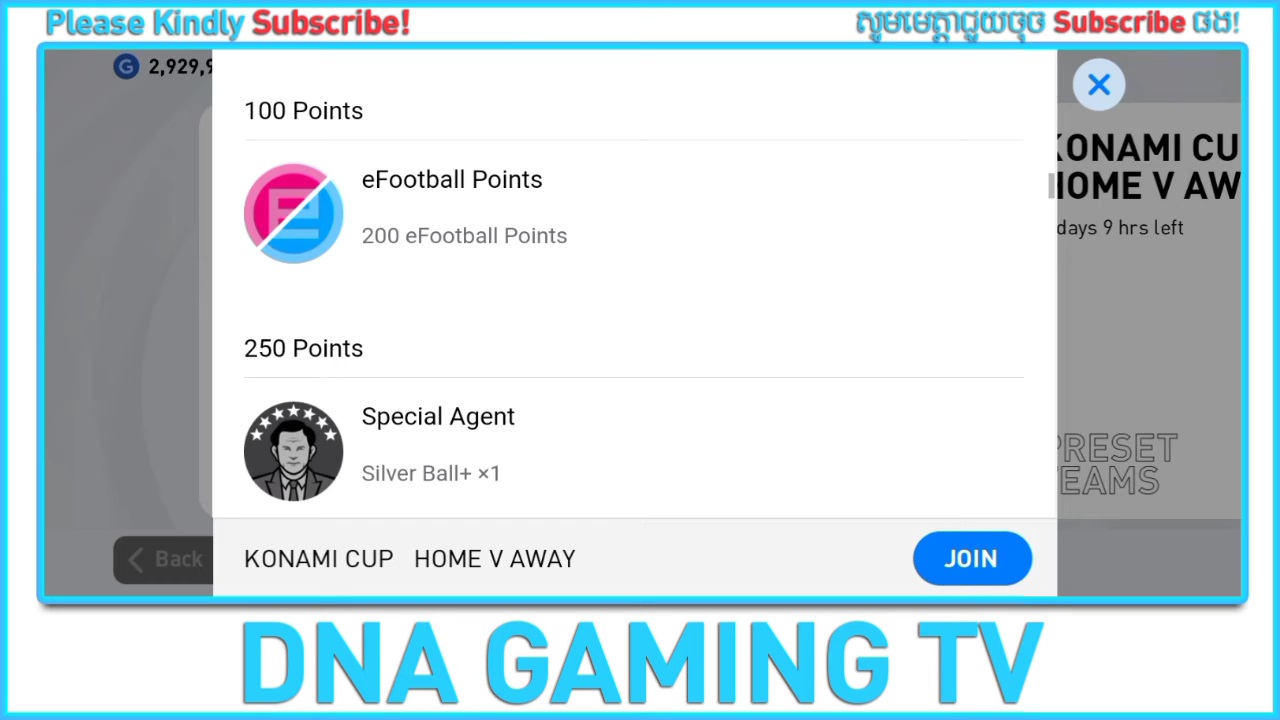 Please Kindly Subscribe!
សូមមេត្តាជួយចុច Subscribe ផង!
G 2,929,9
100 Points
eFootball Points
200 eFootball Points
250 Points
Special Agent
Silver Ball+ ×1
KONAMI CU
HOME V AW
days 9 hrs left
PRESET
TEAMS
Back
KONAMI CUP HOME V AWAY
JOIN
DNA GAMING TV